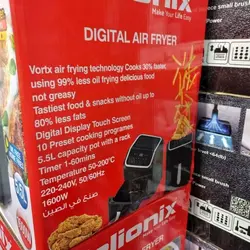 Make Your Life Easy
DIGITAL AIR FRYER
Vortx air frying technology Cooks 30% faster,
using 99% less oil frying delicious food
not greasy
Tastiest food & snacks without oil up to
80% less fats
Digital Display Touch Screen
10 Preset cooking programes
5.5L capacity pot with a rack
Timer 1-60mins
Temperature 50-200°C
220-240V, 50/60Hz
1600W
صنع في الصين
FRYER